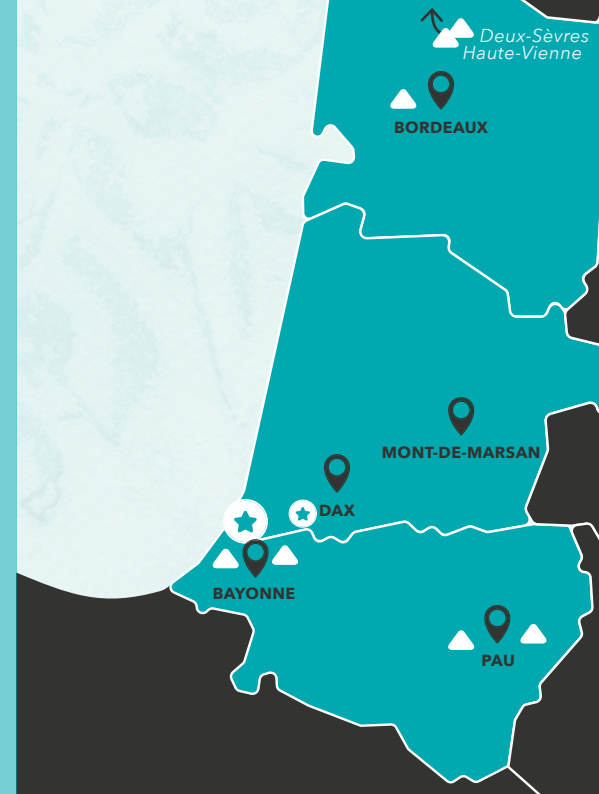 Deux-Sèvres
Haute-Vienne
BORDEAUX
MONT-DE-MARSAN
DAX
BAYONNE
PAU